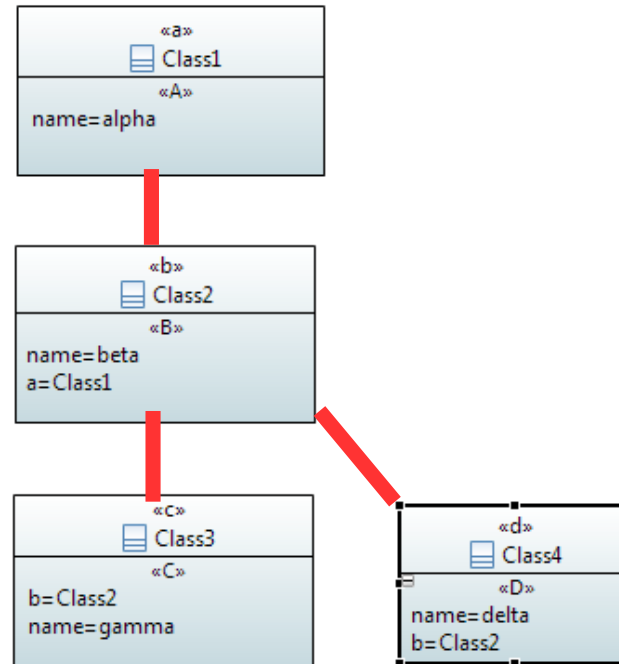 «a»
Class1
«A»
name=alpha
«b»
Class2
«B»
name=beta
a=Class1
«c»
Class3
«C»
b=Class2
name=gamma
«d»
Class4
«D»
name=delta
b=Class2